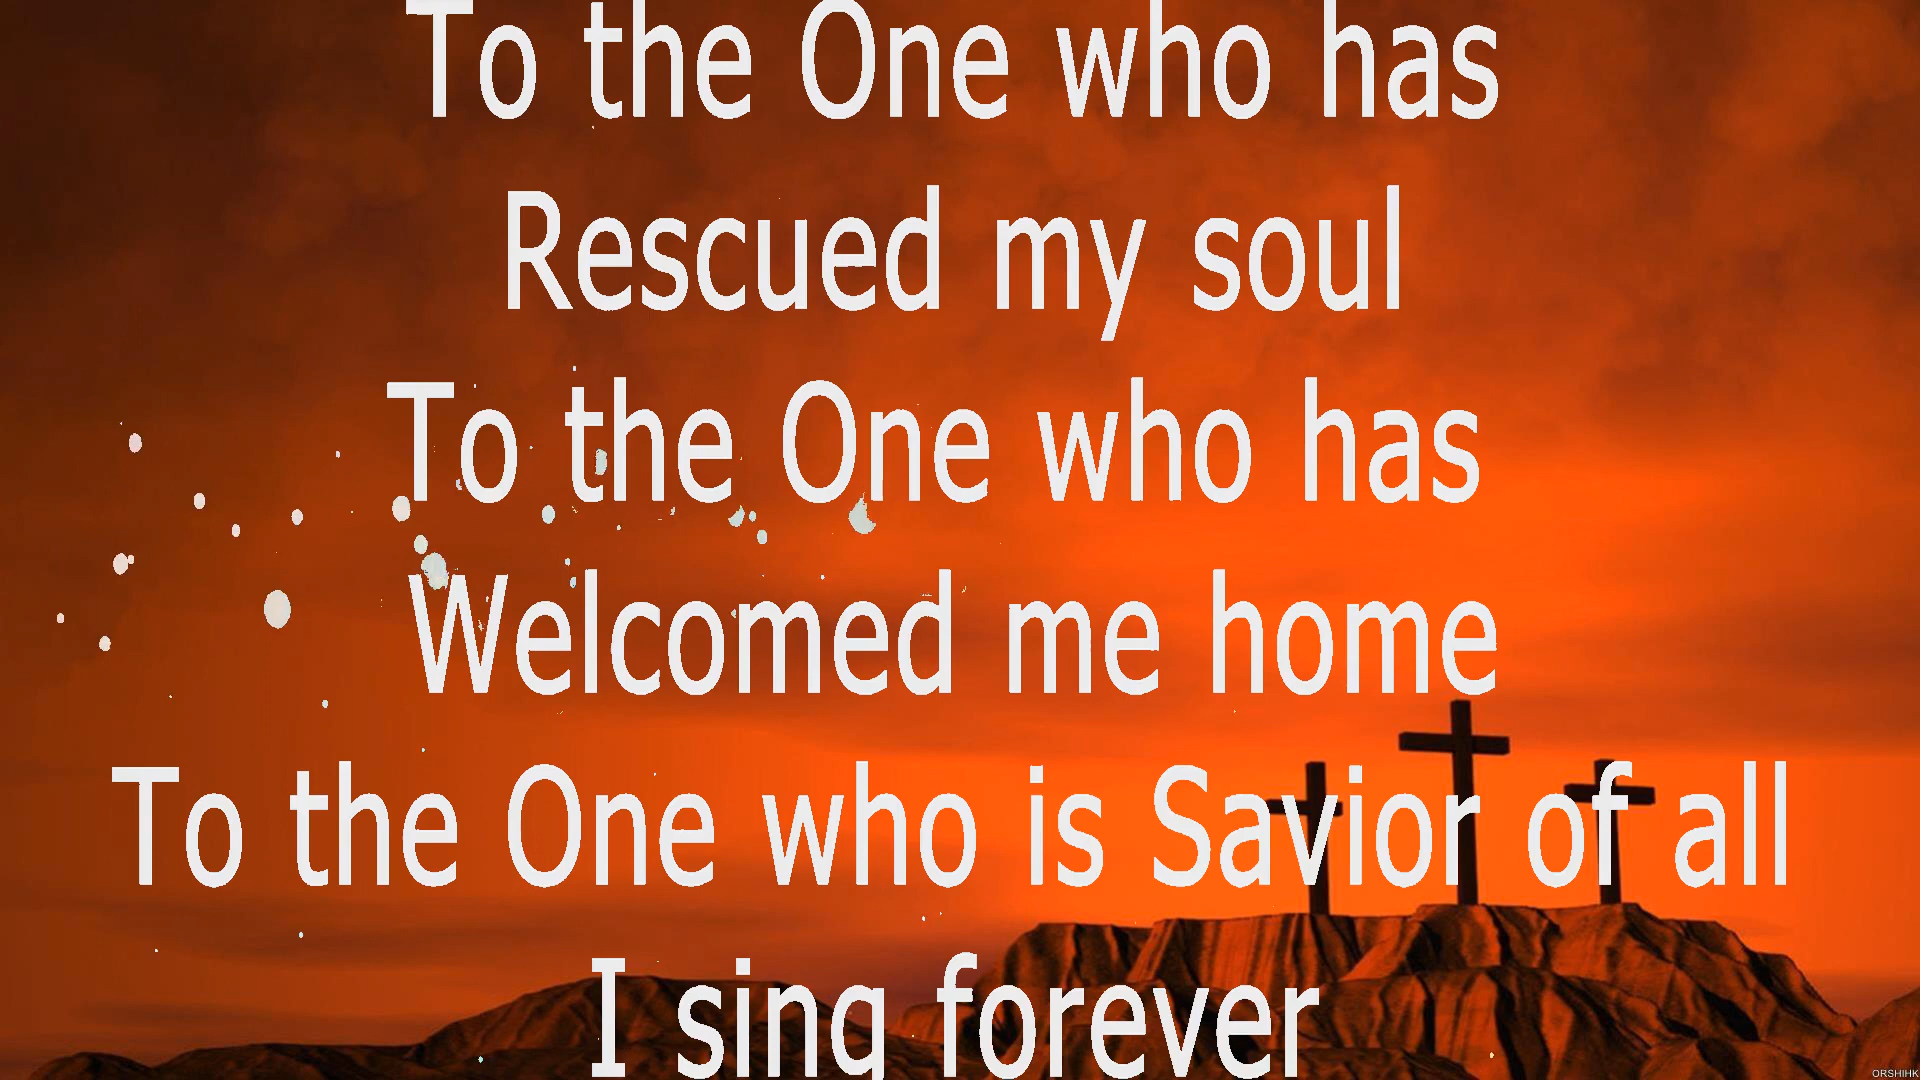 To the One who has
Rescued my soul
To the One who has
Welcomed me home
To the One who is Savior of all
I sing forever
ORSHIHK